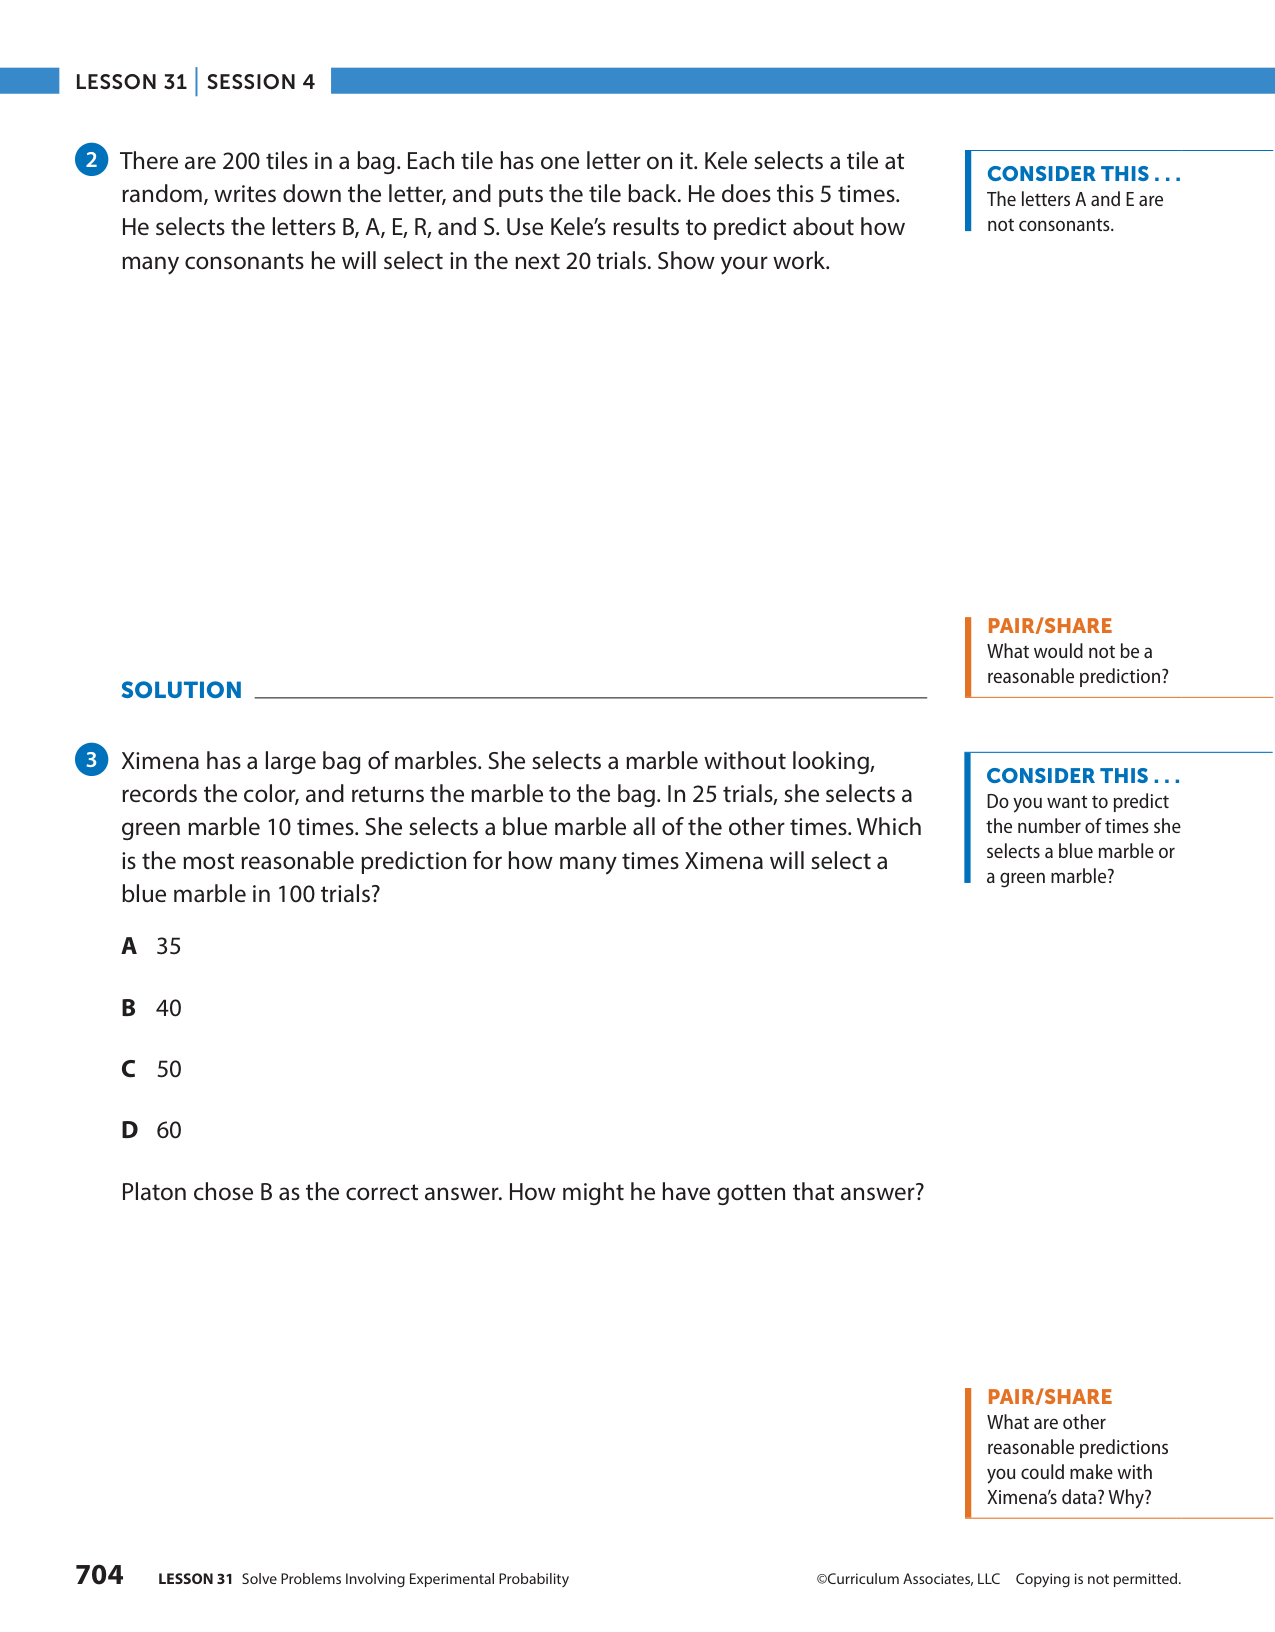 LESSON 31 | SESSION 4
2 There are 200 tiles in a bag. Each tile has one letter on it. Kele selects a tile at
random, writes down the letter, and puts the tile back. He does this 5 times.
He selects the letters B, A, E, R, and S. Use Kele’s results to predict about how
many consonants he will select in the next 20 trials. Show your work.
CONSIDER THIS . . .
The letters A and E are
not consonants.
PAIR/SHARE
What would not be a
reasonable prediction?
SOLUTION
3 Ximena has a large bag of marbles. She selects a marble without looking,
records the color, and returns the marble to the bag. In 25 trials, she selects a
green marble 10 times. She selects a blue marble all of the other times. Which
is the most reasonable prediction for how many times Ximena will select a
blue marble in 100 trials?
CONSIDER THIS . . .
Do you want to predict
the number of times she
selects a blue marble or
a green marble?
A 35
B 40
C 50
D 60
Platon chose B as the correct answer. How might he have gotten that answer?
PAIR/SHARE
What are other
reasonable predictions
you could make with
Ximena’s data? Why?
704 LESSON 31 Solve Problems Involving Experimental Probability
©Curriculum Associates, LLC Copying is not permitted.